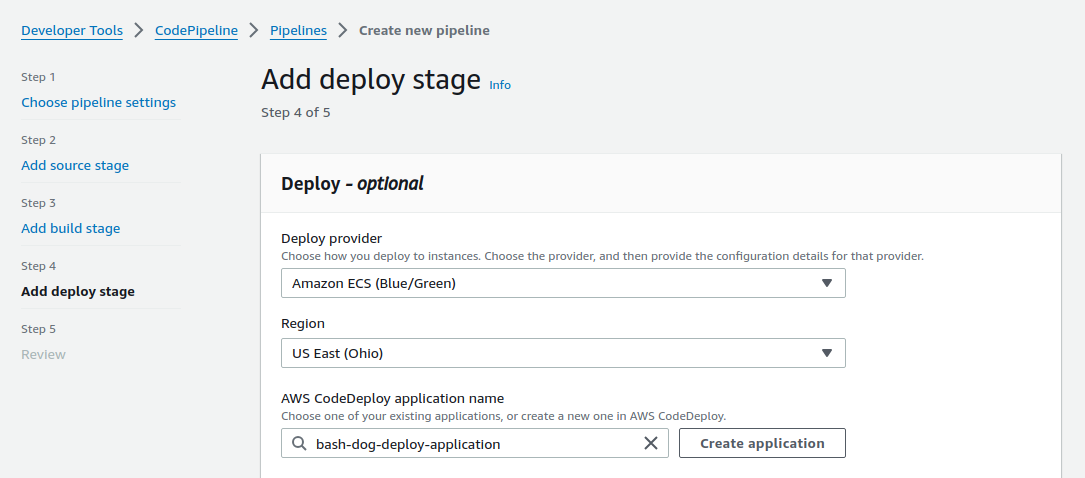 Developer Tools > CodePipeline > Pipelines > Create new pipeline
Step 1
Choose pipeline settings
Step 2
Add source stage
Step 3
Add build stage
Step 4
Add deploy stage
Step 5
Review
Add deploy stage Info
Step 4 of 5
Deploy - optional
Deploy provider
Choose how you deploy to instances. Choose the provider, and then provide the configuration details for that provider.
Amazon ECS (Blue/Green)
Region
US East (Ohio)
AWS CodeDeploy application name
Choose one of your existing applications, or create a new one in AWS CodeDeploy.
bash-dog-deploy-application
Create application